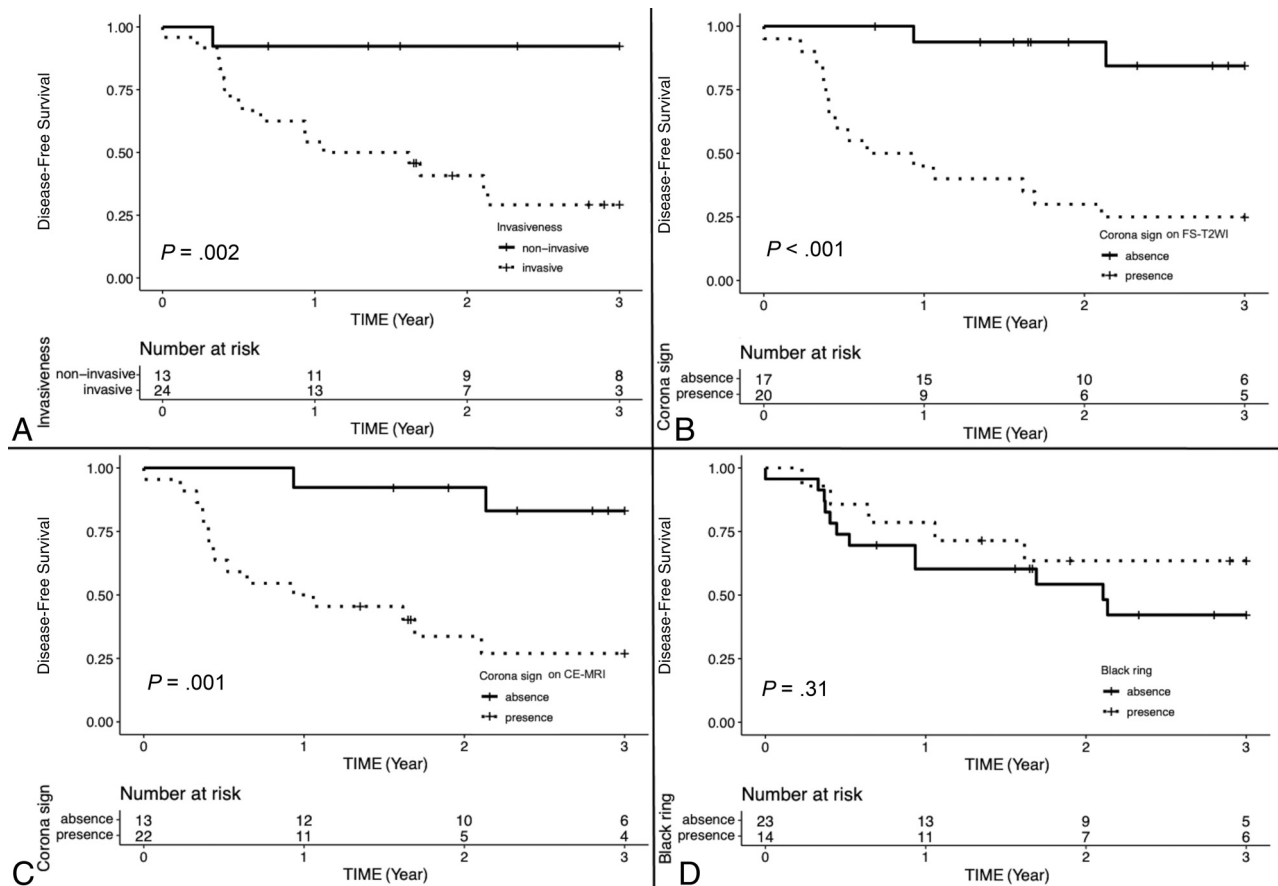 1.00
0.75
0.50
0.25
0.00
Disease-Free Survival
P = .002
Invasiveness
non-invasive
invasive
0 1 2 3
TIME (Year)
Number at risk
Invasiveness
non-invasive 13 11 9 8
invasive 24 13 7 3
0 1 2 3
TIME (Year)
A
1.00
0.75
0.50
0.25
0.00
Disease-Free Survival
P < .001
Corona sign on FS-T2WI
absence
presence
0 1 2 3
TIME (Year)
Number at risk
Corona sign
absence 17 15 10 6
presence 20 9 6 5
0 1 2 3
TIME (Year)
B
1.00
0.75
0.50
0.25
0.00
Disease-Free Survival
P = .001
Corona sign on CE-MRI
absence
presence
0 1 2 3
TIME (Year)
Number at risk
Corona sign
absence 13 12 10 6
presence 22 11 5 4
0 1 2 3
TIME (Year)
C
1.00
0.75
0.50
0.25
0.00
Disease-Free Survival
P = .31
Black ring
absence
presence
0 1 2 3
TIME (Year)
Number at risk
Black ring
absence 23 13 9 5
presence 14 11 7 6
0 1 2 3
TIME (Year)
D